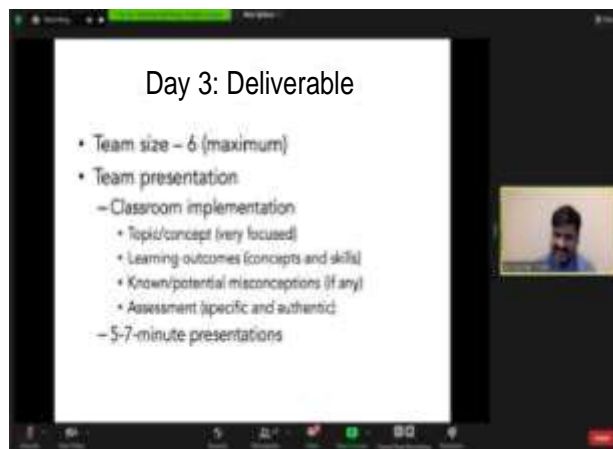 Day 3: Deliverable
• Team size – 6 (maximum)
• Team presentation
–Classroom implementation
• Topic/concept (very focused)
• Learning outcomes (concepts and skills)
• Known/potential misconceptions (if any)
• Assessment (specific and authentic)
–5-7-minute presentations